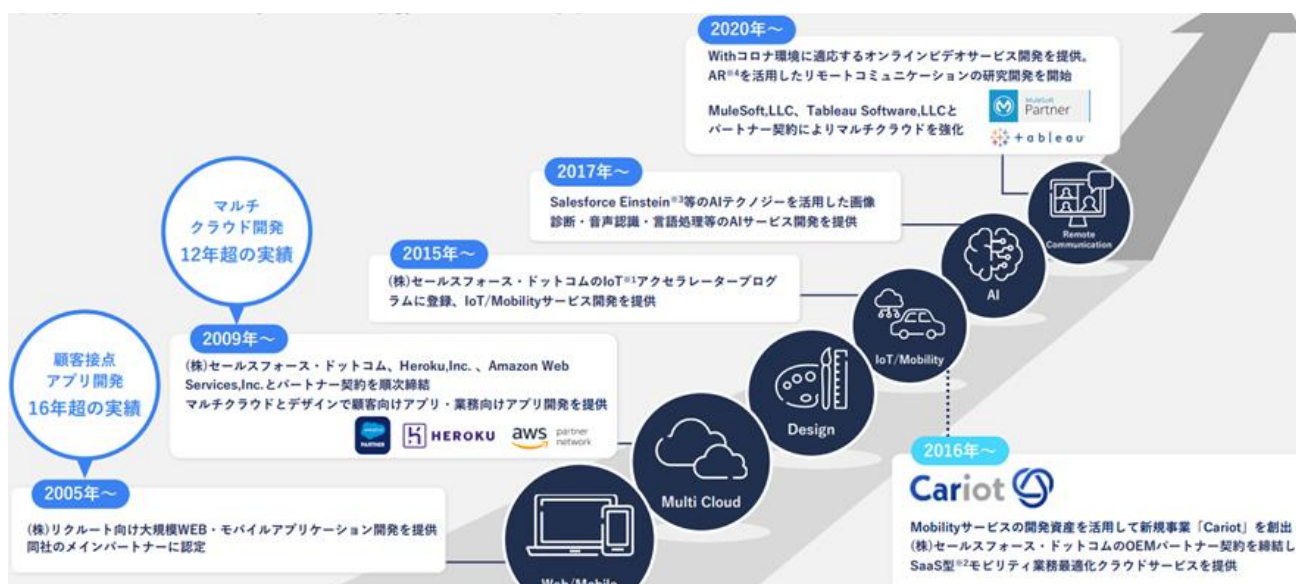 2020年～
Withコロナ環境に適応するオンラインビデオサービス開発を提供。
AR※4を活用したリモートコミュニケーションの研究開発を開始
MuleSoft,LLC、Tableau Software,LLCと
パートナー契約によりマルチクラウドを強化
MuleSoft
Partner
+ableau
Remote
Communication
2017年～
Salesforce Einstein※3等のAIテクノロジーを活用した画像
診断・音声認識・言語処理等のAIサービス開発を提供
AI
2015年～
(株)セールスフォース・ドットコムのIoT※1アクセラレータープログ
ラムに登録、IoT/Mobilityサービス開発を提供
IoT/Mobility
マルチ
クラウド開発
12年超の実績
2009年～
(株)セールスフォース・ドットコム、Heroku,Inc. 、Amazon Web
Services,Inc.とパートナー契約を順次締結
マルチクラウドとデザインで顧客向けアプリ・業務向けアプリ開発を提供
PARTNER
HEROKU
aws partner
network
Design
Multi Cloud
顧客接点
アプリ開発
16年超の実績
2005年～
(株)リクルート向け大規模WEB・モバイルアプリケーション開発を提供
同社のメインパートナーに認定
Web/Mobile
2016年～
Cariot
Mobilityサービスの開発資産を活用して新規事業「Cariot」を創出
(株)セールスフォース・ドットコムのOEMパートナー契約を締結し
SaaS型※2モビリティ業務最適化クラウドサービスを提供